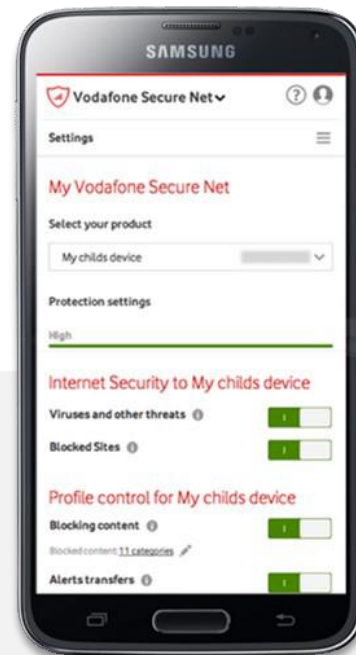 SAMSUNG
Vodafone Secure Net
Settings
My Vodafone Secure Net
Select your product
My childs device
Protection settings
High
Internet Security to My childs device
Viruses and other threats
Blocked Sites
Profile control for My childs device
Blocking content
Blocked content 11 categories
Alerts transfers